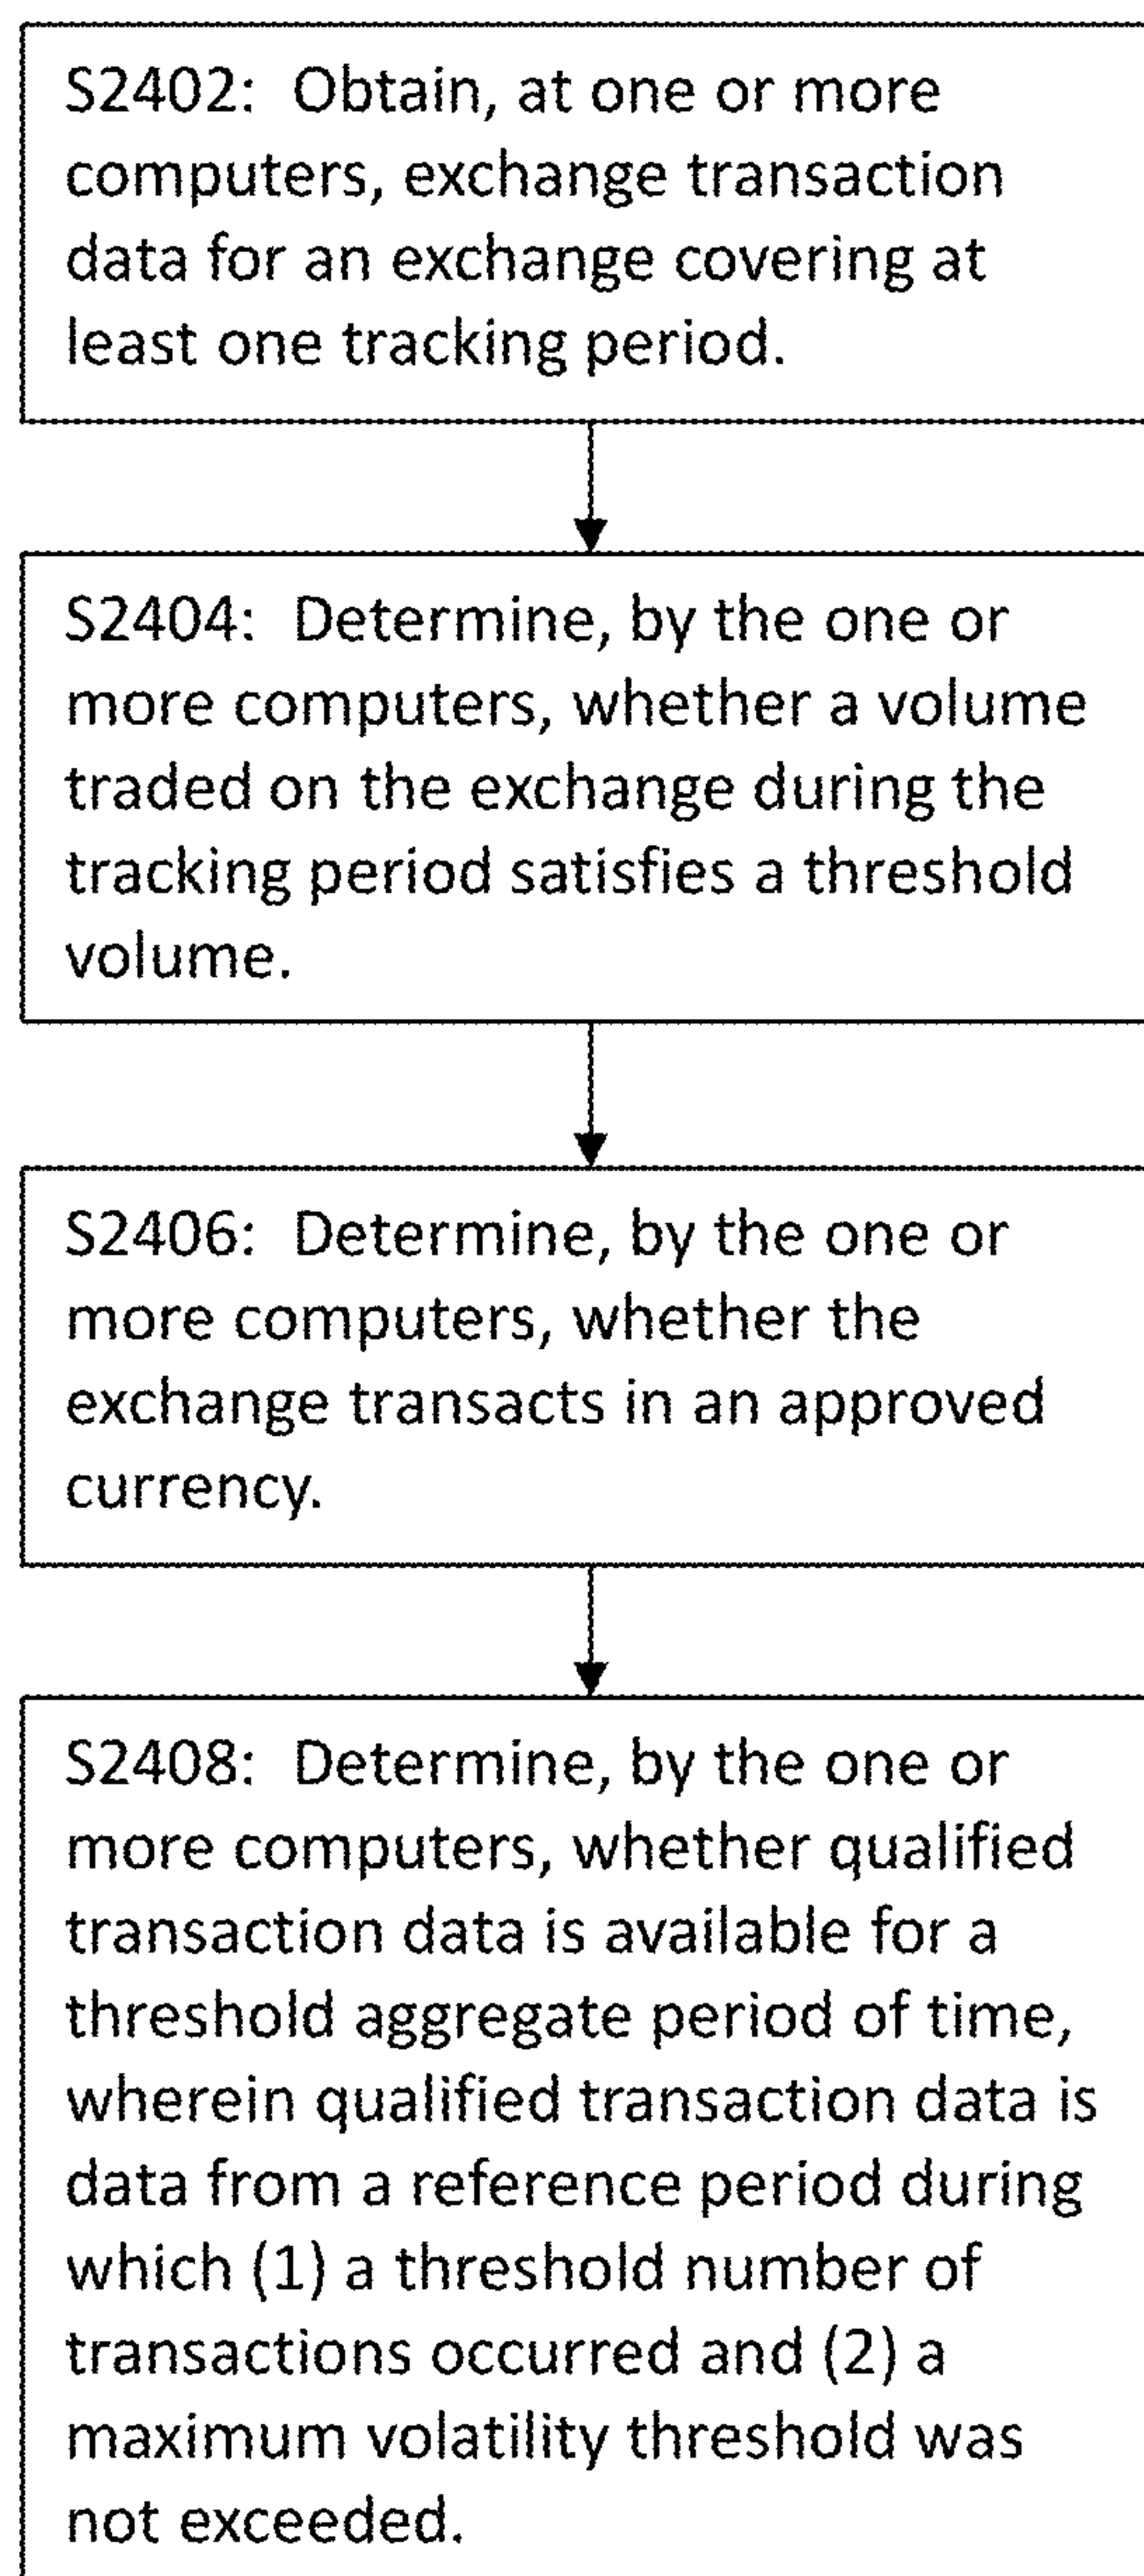 S2402: Obtain, at one or more
computers, exchange transaction
data for an exchange covering at
least one tracking period.
S2404: Determine, by the one or
more computers, whether a volume
traded on the exchange during the
tracking period satisfies a threshold
volume.
S2406: Determine, by the one or
more computers, whether the
exchange transacts in an approved
currency.
S2408: Determine, by the one or
more computers, whether qualified
transaction data is available for a
threshold aggregate period of time,
wherein qualified transaction data is
data from a reference period during
which (1) a threshold number of
transactions occurred and (2) a
maximum volatility threshold was
not exceeded.